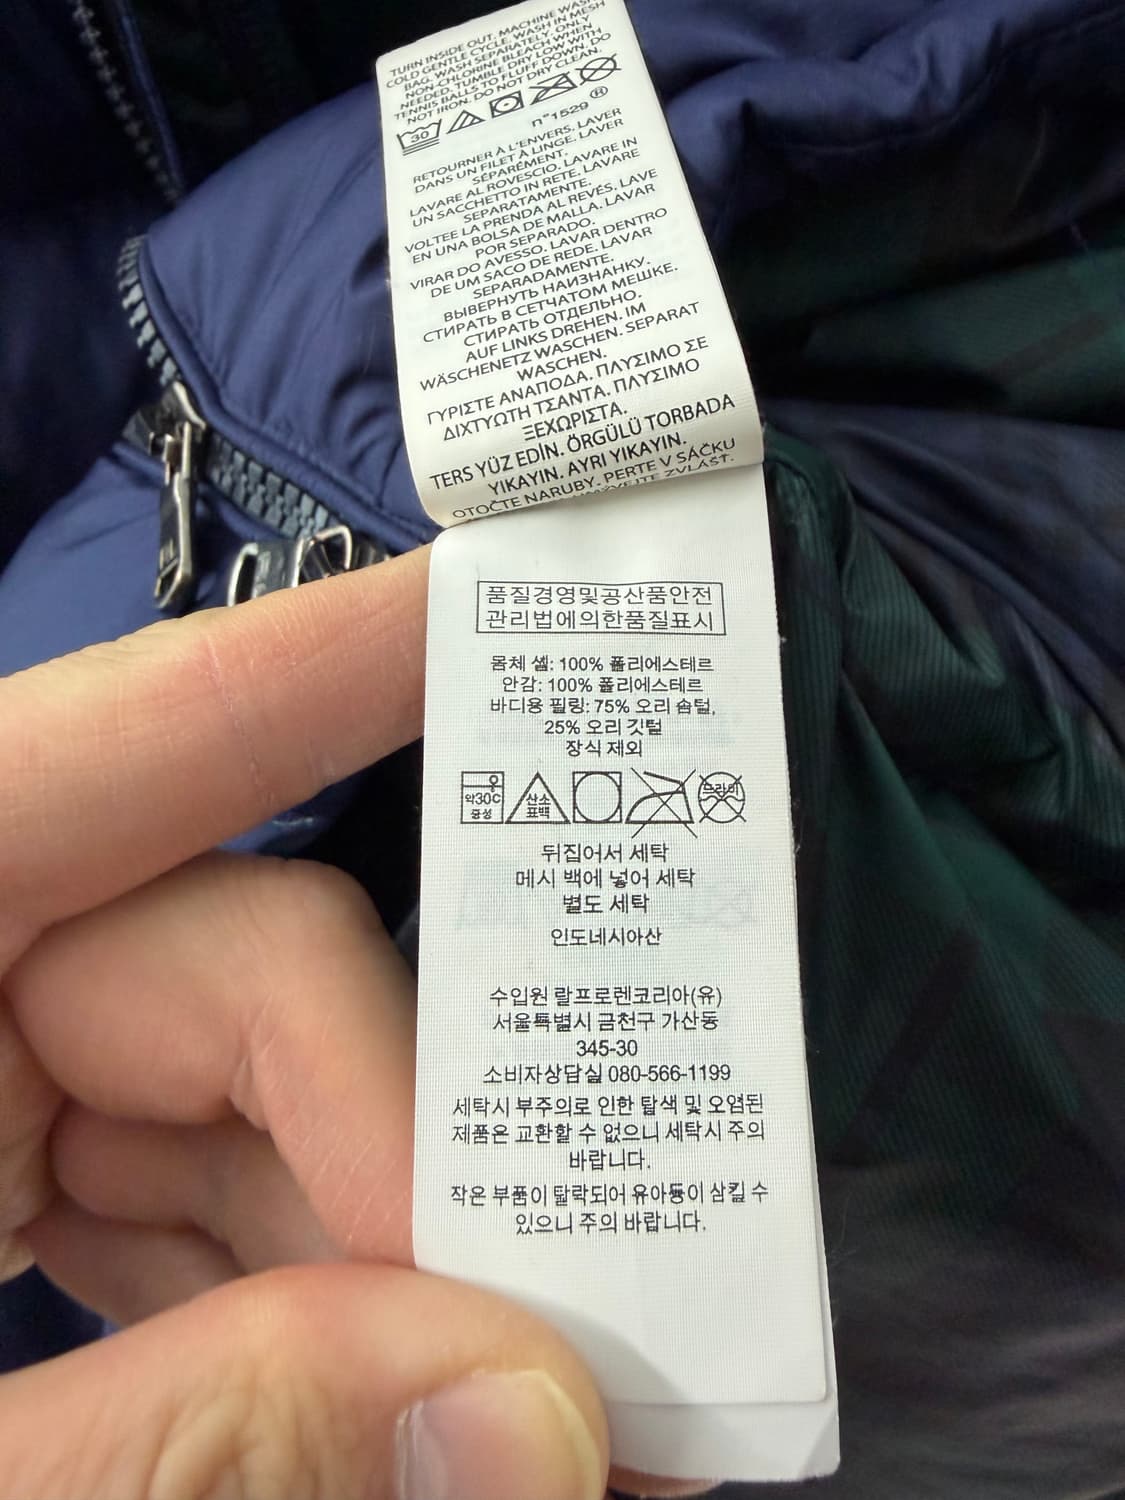 TURN INSIDE OUT. MACHINE WASH
COLD GENTLE CYCLE. WASH IN MESH
BAG. WASH SEPARATELY. ONLY
NON-CHLORINE BLEACH WHEN
NEEDED. TUMBLE DRY LOW WITH
TENNIS BALLS TO FLUFF DOWN. DO
NOT IRON. DO NOT DRY CLEAN.
30
n°1529 ®
RETOURNER À L'ENVERS. LAVER
DANS UN FILET À LINGE. LAVER
SÉPARÉMENT.
LAVARE AL ROVESCIO. LAVARE IN
UN SACCHETTO IN RETE. LAVARE
SEPARATAMENTE.
VOLTEE LA PRENDA AL REVÉS. LAVE
EN UNA BOLSA DE MALLA. LAVAR
POR SEPARADO.
VIRAR DO AVESSO. LAVAR DENTRO
DE UM SACO DE REDE. LAVAR
SEPARADAMENTE.
ВЫВЕРНУТЬ НАИЗНАНКУ.
СТИРАТЬ В СЕТЧАТОМ МЕШКЕ.
СТИРАТЬ ОТДЕЛЬНО.
AUF LINKS DREHEN. IM
WÄSCHENETZ WASCHEN. SEPARAT
WASCHEN.
ΓΥΡΙΣΤΕ ΑΝΑΠΟΔΑ. ΠΛΥΣΙΜΟ ΣΕ
ΔΙΧΤΥΩΤΗ ΤΣΑΝΤΑ. ΠΛΥΣΙΜΟ
ΞΕΧΩΡΙΣΤΑ.
TERS YÜZ EDİN. ÖRGÜLÜ TORBADA
YIKAYIN. AYRI YIKAYIN.
OTOČTE NARUBY. PERTE V SÁČKU
ZVLÁŠŤ.
품질경영및공산품안전
관리법에의한품질표시
몸체 쉘: 100% 폴리에스테르
안감: 100% 폴리에스테르
바디용 필링: 75% 오리 솜털,
25% 오리 깃털
장식 제외
약30℃
중성
산소
표백
드라이
뒤집어서 세탁
메시 백에 넣어 세탁
별도 세탁
인도네시아산
수입원 랄프로렌코리아(유)
서울특별시 금천구 가산동
345-30
소비자상담실 080-566-1199
세탁시 부주의로 인한 탈색 및 오염된
제품은 교환할 수 없으니 세탁시 주의
바랍니다.
작은 부품이 탈락되어 유아등이 삼킬 수
있으니 주의 바랍니다.